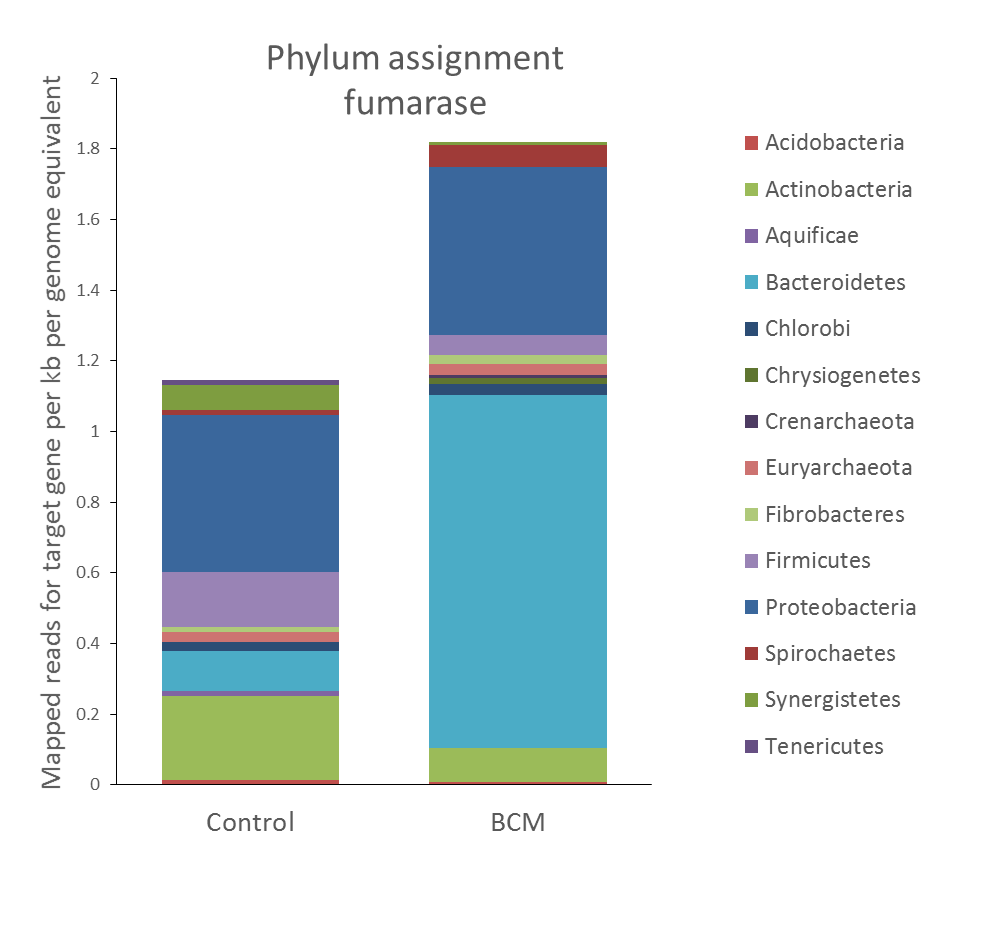 Phylum assignment
fumarase
Mapped reads for target gene per kb per genome equivalent
2
1.8
1.6
1.4
1.2
1
0.8
0.6
0.4
0.2
0
Control
BCM
Acidobacteria
Actinobacteria
Aquificae
Bacteroidetes
Chlorobi
Chrysiogenetes
Crenarchaeota
Euryarchaeota
Fibrobacteres
Firmicutes
Proteobacteria
Spirochaetes
Synergistetes
Tenericutes